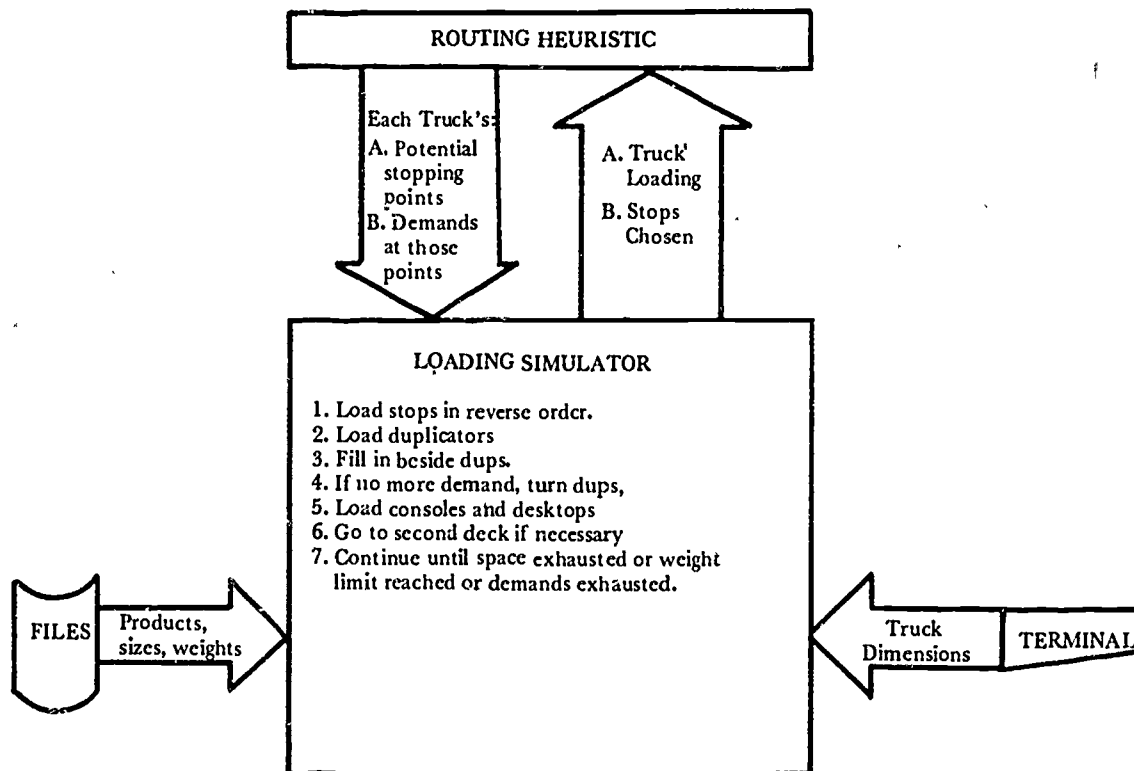 ROUTING HEURISTIC
Each Truck's:
A. Potential
stopping
points
B. Demands
at those
points
A. Truck'
Loading
B. Stops
Chosen
LOADING SIMULATOR
1. Load stops in reverse order.
2. Load duplicators
3. Fill in beside dups.
4. If no more demand, turn dups,
5. Load consoles and desktops
6. Go to second deck if necessary
7. Continue until space exhausted or weight
limit reached or demands exhausted.
FILES
Products,
sizes, weights
Truck
Dimensions
TERMINAL